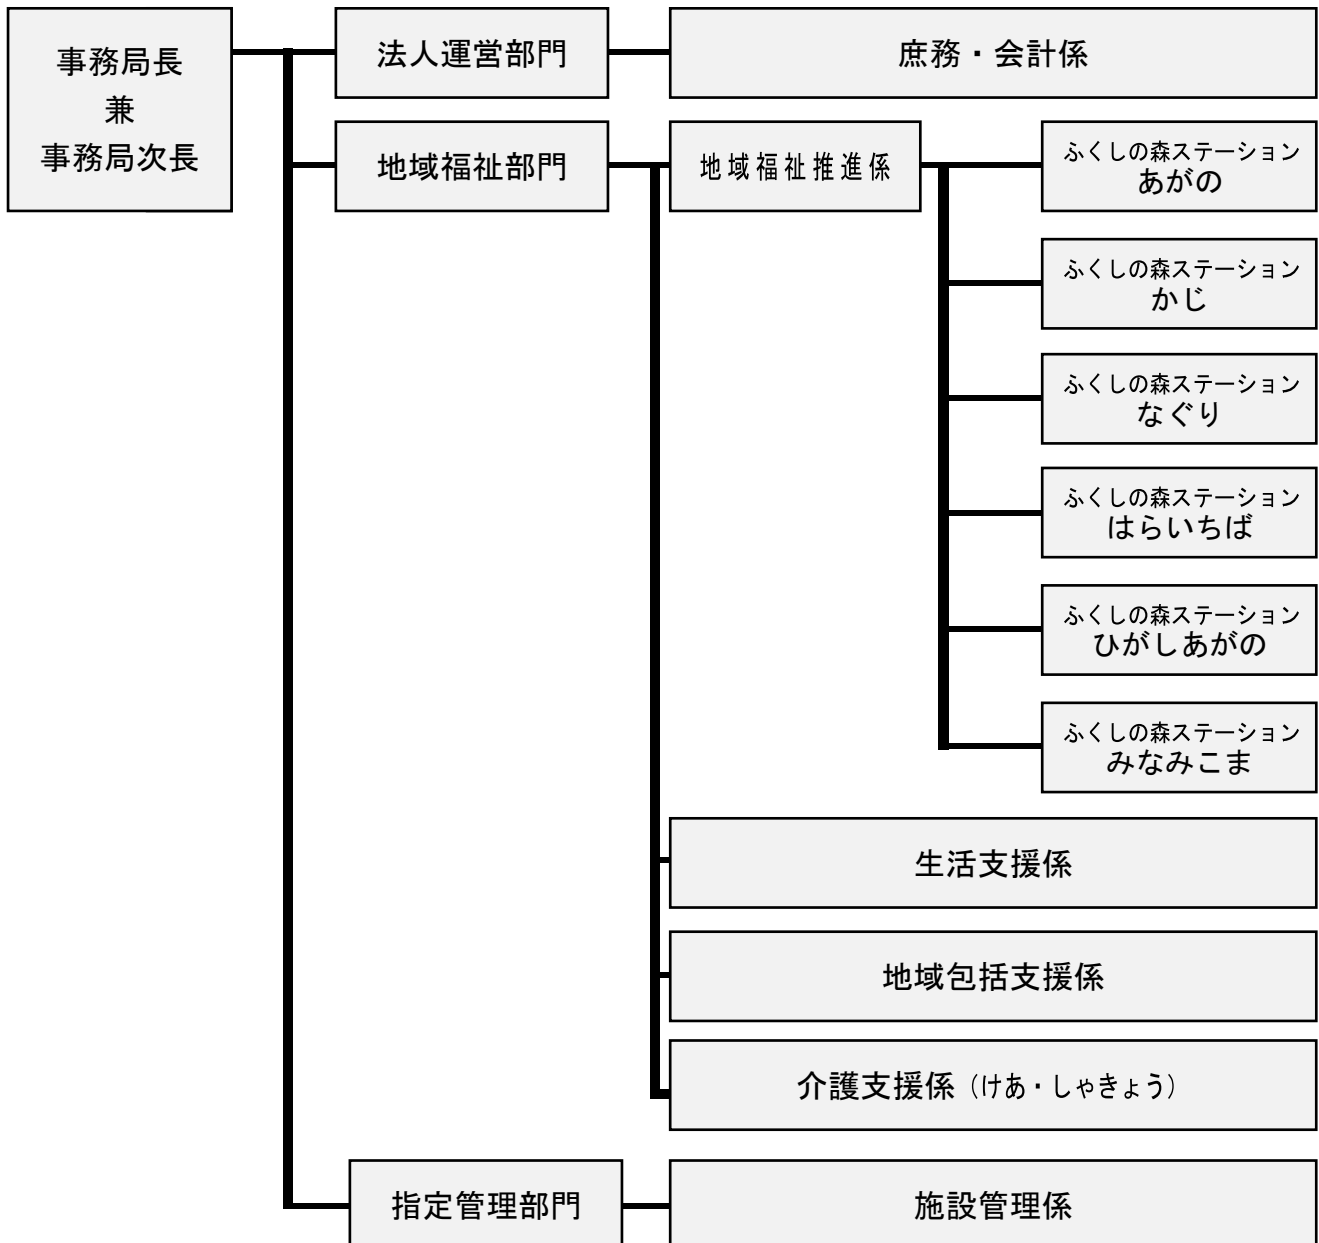 事務局長
兼
事務局次長
法人運営部門
庶務・会計係
地域福祉部門
地域福祉推進係
ふくしの森ステーション
あがの
ふくしの森ステーション
かじ
ふくしの森ステーション
なぐり
ふくしの森ステーション
はらいちば
ふくしの森ステーション
ひがしあがの
ふくしの森ステーション
みなみこま
生活支援係
地域包括支援係
介護支援係（けあ・しゃきょう）
指定管理部門
施設管理係